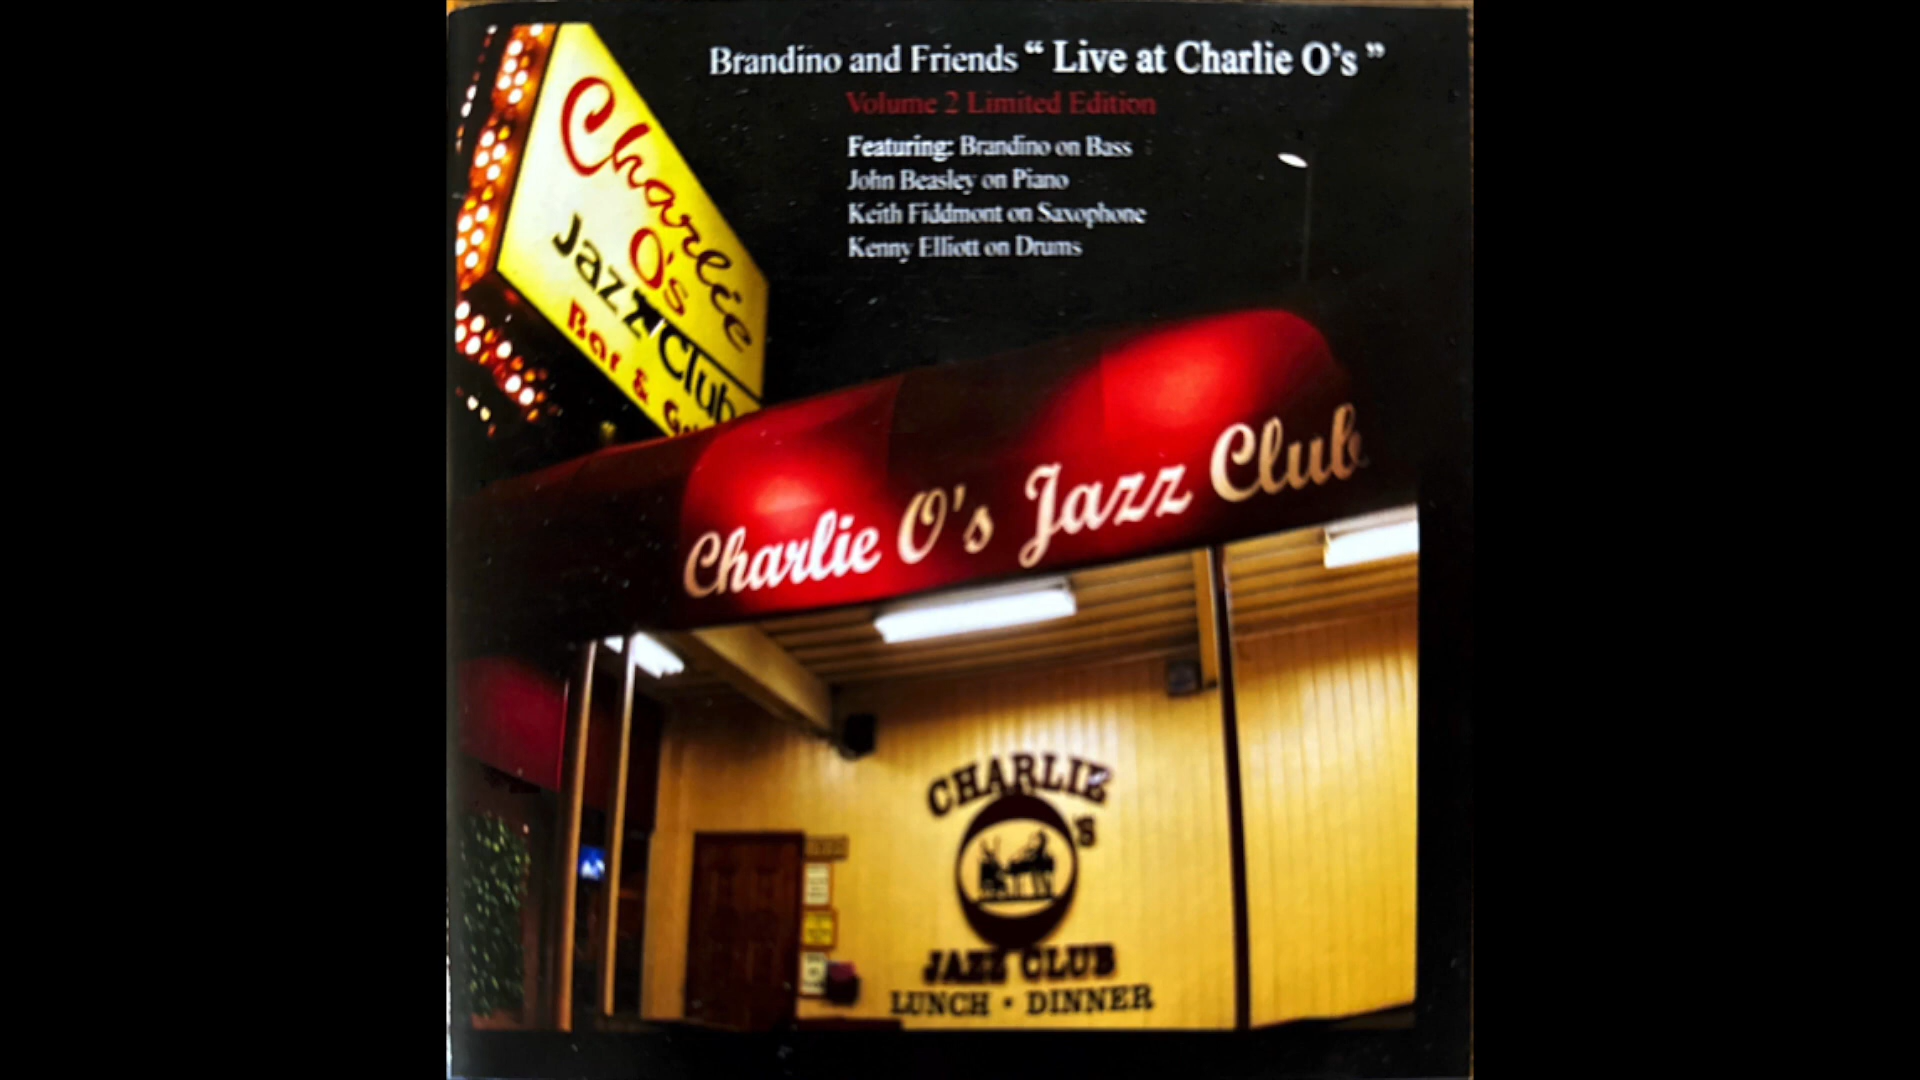 Brandino and Friends “ Live at Charlie O's ”
Volume 2 Limited Edition
Featuring: Brandino on Bass
John Beasley on Piano
Keith Fiddmont on Saxophone
Kenny Elliott on Drums
Charlie
O's
Jazz Club
Bar &
Charlie O's Jazz Club
CHARLIE
'S
JAZZ CLUB
LUNCH • DINNER